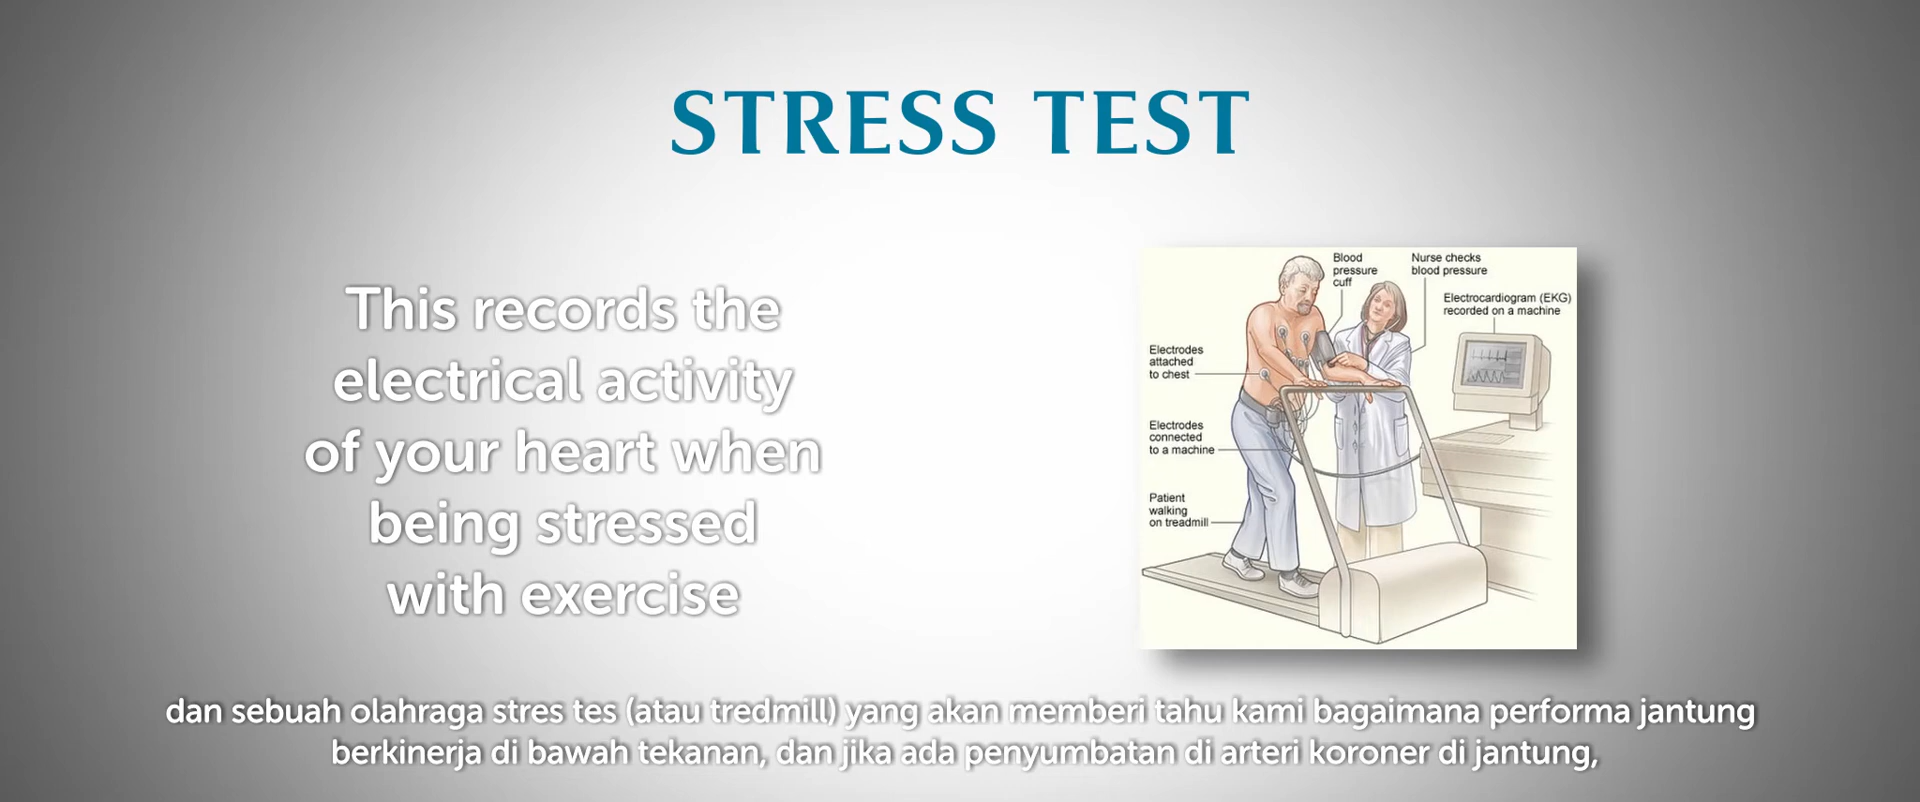 STRESS TEST
This records the
electrical activity
of your heart when
being stressed
with exercise
Blood
pressure
cuff
Nurse checks
blood pressure
Electrocardiogram (EKG)
recorded on a machine
Electrodes
attached
to chest
Electrodes
connected
to a machine
Patient
walking
on treadmill
dan sebuah olahraga stres tes (atau tredmill) yang akan memberi tahu kami bagaimana performa jantung
berkinerja di bawah tekanan, dan jika ada penyumbatan di arteri koroner di jantung,